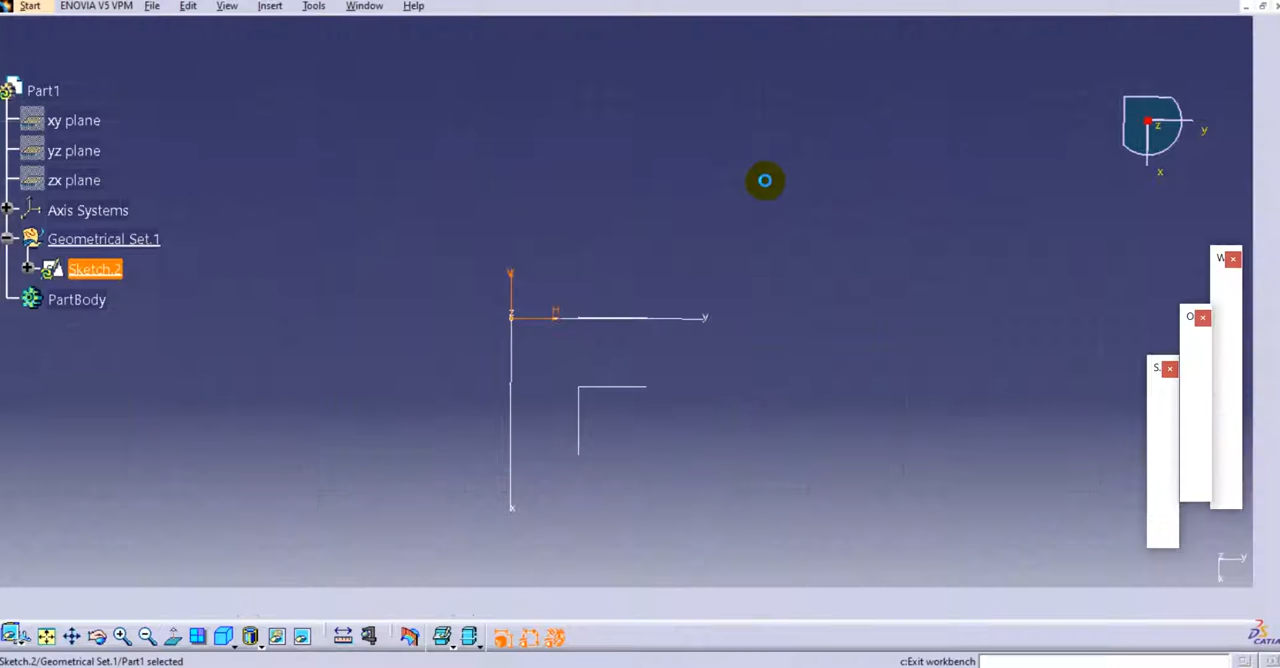 Start ENOVIA V5 VPM File Edit View Insert Tools Window Help
Part1
xy plane
yz plane
zx plane
Axis Systems
Geometrical Set.1
Sketch.2
PartBody
z
y
x
V
H
z
y
x
W
O
S.
z
y
x
CATIA
Sketch.2/Geometrical Set.1/Part1 selected
c:Exit workbench